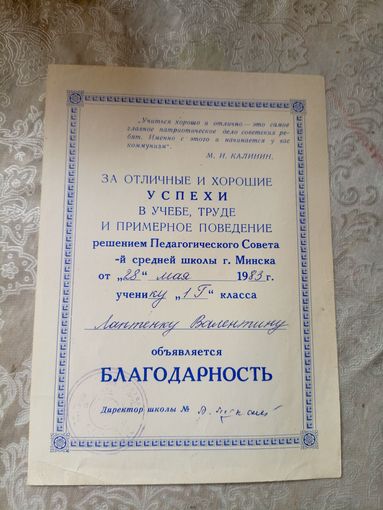 „Учиться хорошо и отлично — это самое
главное патриотическое дело советских ре-
бят. Именно с этого и начинается у вас
коммунизм".
М. И. КАЛИНИН.
ЗА ОТЛИЧНЫЕ И ХОРОШИЕ
УСПЕХИ
В УЧЕБЕ, ТРУДЕ
И ПРИМЕРНОЕ ПОВЕДЕНИЕ
решением Педагогического Совета
-й средней школы г. Минска
от „28" мая 1983 г.
ученику „1 Г" класса
Лаптенку Валентину
объявляется
БЛАГОДАРНОСТЬ
Директор школы №